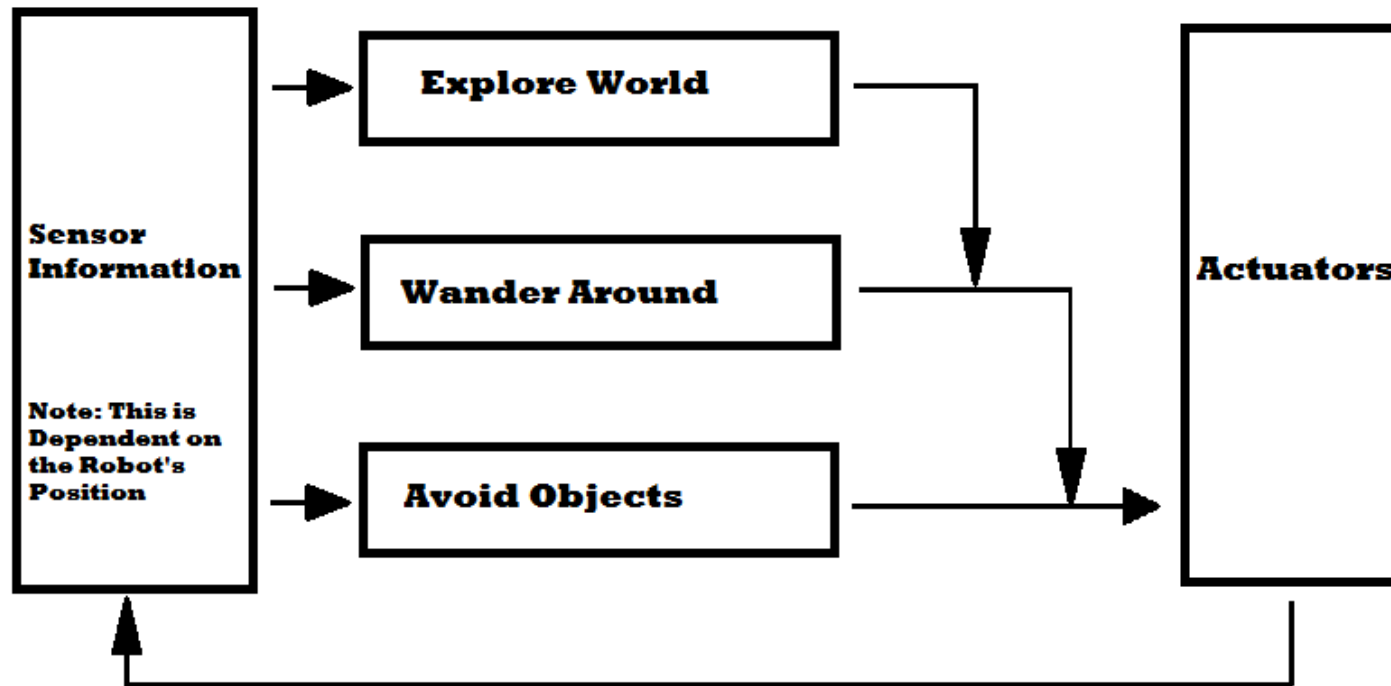 Explore World
Sensor
Information
Wander Around
Actuators
Note: This is
Dependent on
the Robot's
Position
Avoid Objects